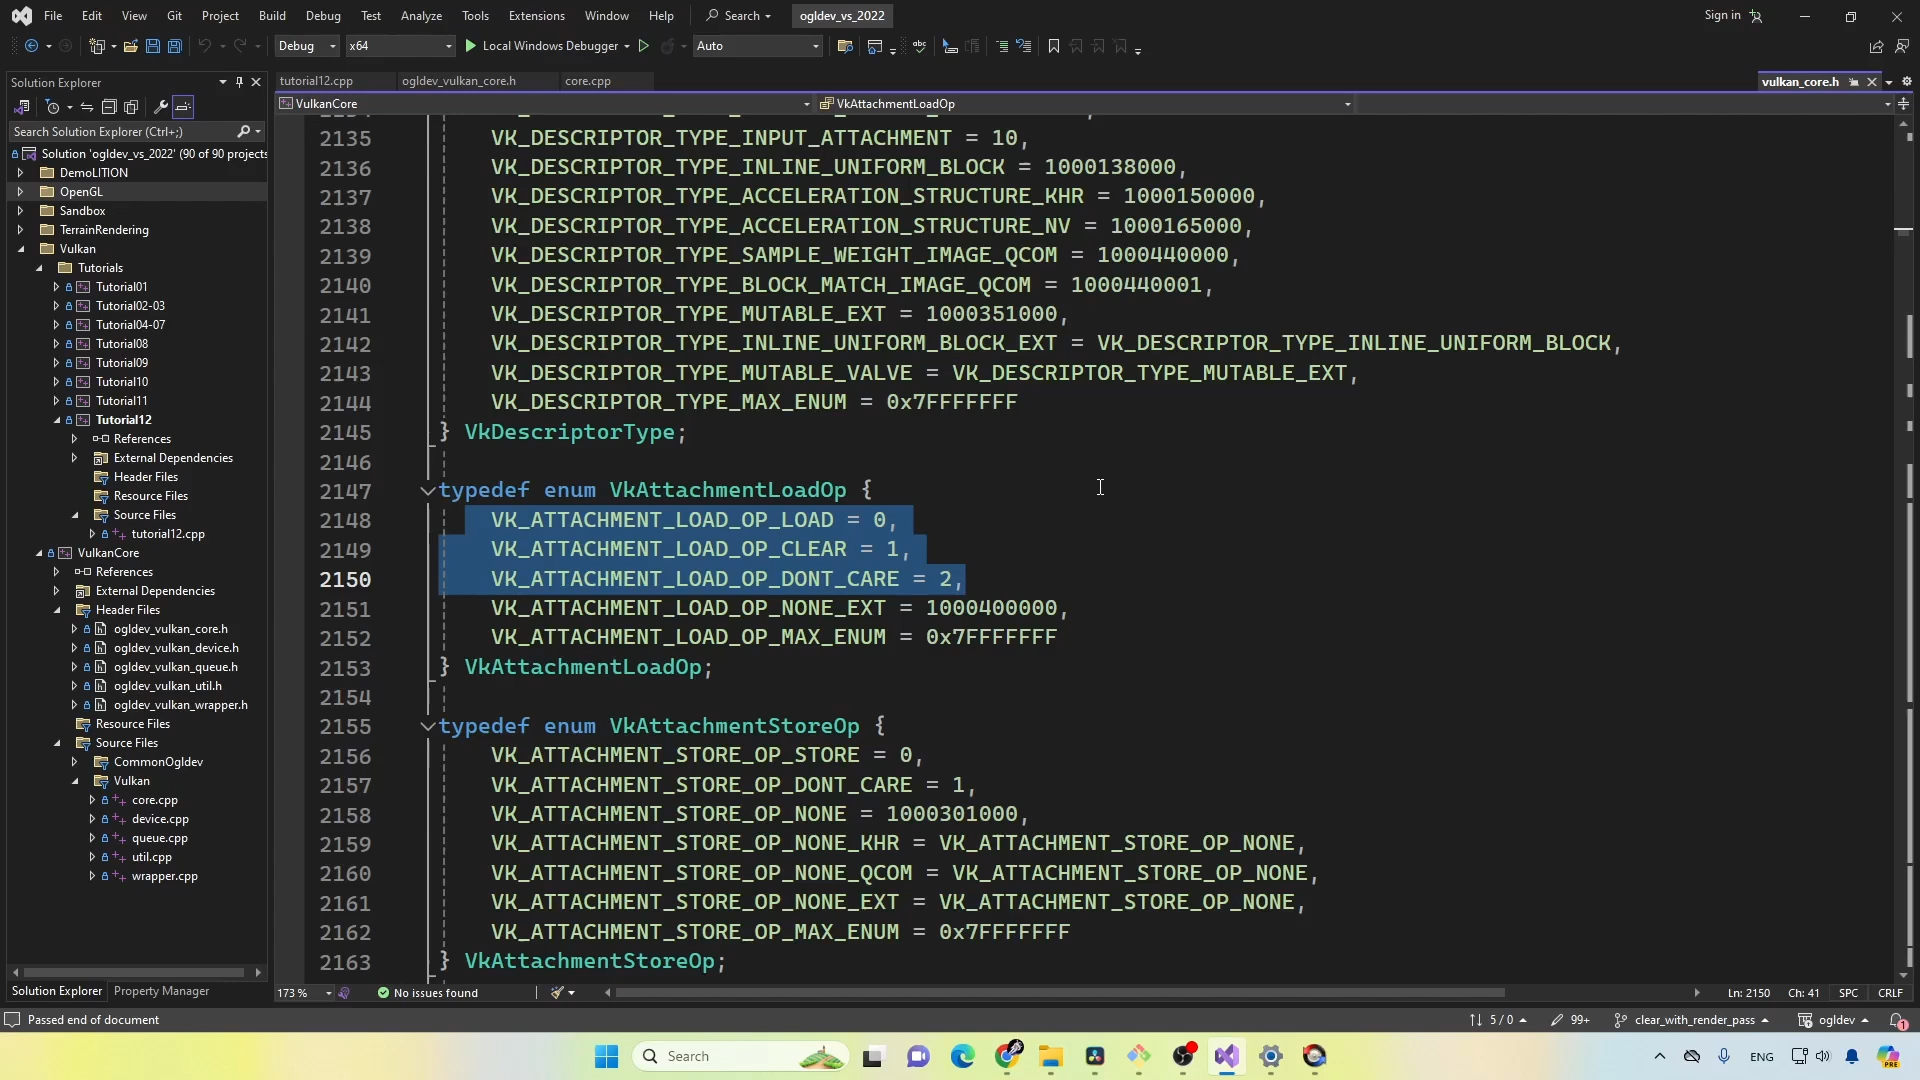 File Edit View Git Project Build Debug Test Analyze Tools Extensions Window Help Search ogldev_vs_2022 Sign in
Debug x64 Local Windows Debugger Auto
Solution Explorer
tutorial12.cpp ogldev_vulkan_core.h core.cpp vulkan_core.h
VulkanCore VkAttachmentLoadOp
Search Solution Explorer (Ctrl+;)
Solution 'ogldev_vs_2022' (90 of 90 projects
DemoLITION
OpenGL
Sandbox
TerrainRendering
Vulkan
Tutorials
Tutorial01
Tutorial02-03
Tutorial04-07
Tutorial08
Tutorial09
Tutorial10
Tutorial11
Tutorial12
References
External Dependencies
Header Files
Resource Files
Source Files
tutorial12.cpp
VulkanCore
References
External Dependencies
Header Files
ogldev_vulkan_core.h
ogldev_vulkan_device.h
ogldev_vulkan_queue.h
ogldev_vulkan_util.h
ogldev_vulkan_wrapper.h
Resource Files
Source Files
CommonOgldev
Vulkan
core.cpp
device.cpp
queue.cpp
util.cpp
wrapper.cpp
Solution Explorer Property Manager
2135 VK_DESCRIPTOR_TYPE_INPUT_ATTACHMENT = 10,
2136 VK_DESCRIPTOR_TYPE_INLINE_UNIFORM_BLOCK = 1000138000,
2137 VK_DESCRIPTOR_TYPE_ACCELERATION_STRUCTURE_KHR = 1000150000,
2138 VK_DESCRIPTOR_TYPE_ACCELERATION_STRUCTURE_NV = 1000165000,
2139 VK_DESCRIPTOR_TYPE_SAMPLE_WEIGHT_IMAGE_QCOM = 1000440000,
2140 VK_DESCRIPTOR_TYPE_BLOCK_MATCH_IMAGE_QCOM = 1000440001,
2141 VK_DESCRIPTOR_TYPE_MUTABLE_EXT = 1000351000,
2142 VK_DESCRIPTOR_TYPE_INLINE_UNIFORM_BLOCK_EXT = VK_DESCRIPTOR_TYPE_INLINE_UNIFORM_BLOCK,
2143 VK_DESCRIPTOR_TYPE_MUTABLE_VALVE = VK_DESCRIPTOR_TYPE_MUTABLE_EXT,
2144 VK_DESCRIPTOR_TYPE_MAX_ENUM = 0x7FFFFFFF
2145 } VkDescriptorType;
2146
2147 typedef enum VkAttachmentLoadOp {
2148 VK_ATTACHMENT_LOAD_OP_LOAD = 0,
2149 VK_ATTACHMENT_LOAD_OP_CLEAR = 1,
2150 VK_ATTACHMENT_LOAD_OP_DONT_CARE = 2,
2151 VK_ATTACHMENT_LOAD_OP_NONE_EXT = 1000400000,
2152 VK_ATTACHMENT_LOAD_OP_MAX_ENUM = 0x7FFFFFFF
2153 } VkAttachmentLoadOp;
2154
2155 typedef enum VkAttachmentStoreOp {
2156 VK_ATTACHMENT_STORE_OP_STORE = 0,
2157 VK_ATTACHMENT_STORE_OP_DONT_CARE = 1,
2158 VK_ATTACHMENT_STORE_OP_NONE = 1000301000,
2159 VK_ATTACHMENT_STORE_OP_NONE_KHR = VK_ATTACHMENT_STORE_OP_NONE,
2160 VK_ATTACHMENT_STORE_OP_NONE_QCOM = VK_ATTACHMENT_STORE_OP_NONE,
2161 VK_ATTACHMENT_STORE_OP_NONE_EXT = VK_ATTACHMENT_STORE_OP_NONE,
2162 VK_ATTACHMENT_STORE_OP_MAX_ENUM = 0x7FFFFFFF
2163 } VkAttachmentStoreOp;
173 % No issues found Ln: 2150 Ch: 41 SPC CRLF
Passed end of document 5 / 0 99+ clear_with_render_pass ogldev 1
Search ENG PRE